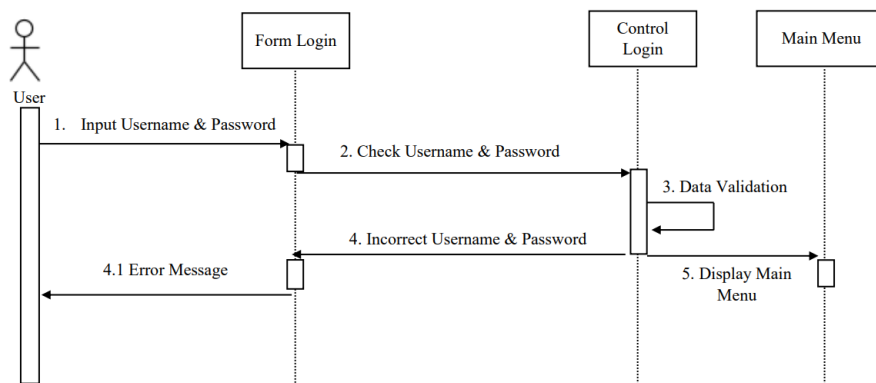 Form Login
Control
Login
Main Menu
User
1. Input Username & Password
2. Check Username & Password
3. Data Validation
4. Incorrect Username & Password
4.1 Error Message
5. Display Main
Menu